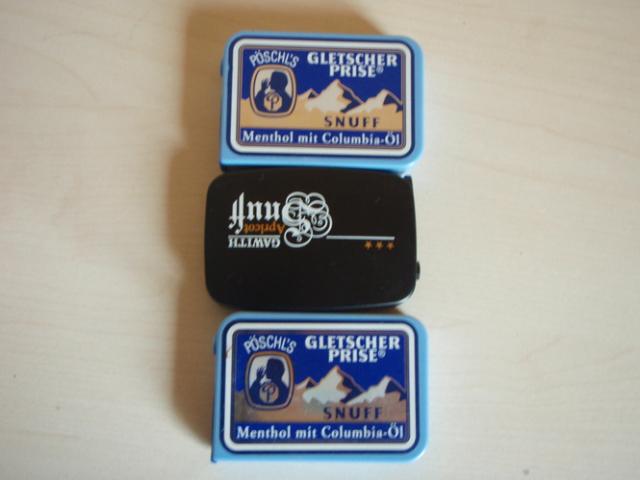 PÖSCHL'S
GLETSCHER
PRISE®
SNUFF
Menthol mit Columbia-Öl
GAWITH
Apricot
Snuff
PÖSCHL'S
GLETSCHER
PRISE®
SNUFF
Menthol mit Columbia-Öl